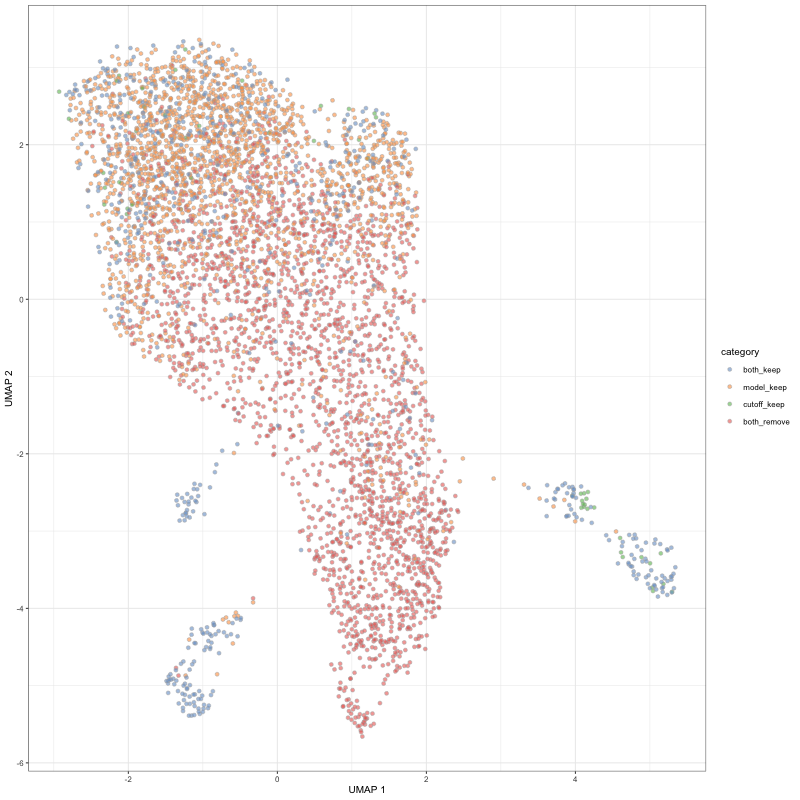 2
0
-2
-4
-6
UMAP 2
-2
0
2
4
UMAP 1
category
both_keep
model_keep
cutoff_keep
both_remove